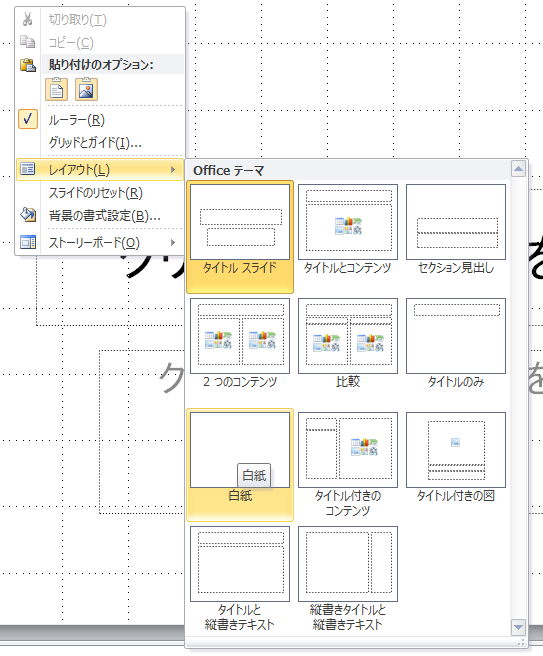 切り取り(T)
コピー(C)
貼り付けのオプション:
ルーラー(R)
グリッドとガイド(I)...
レイアウト(L)
スライドのリセット(R)
背景の書式設定(B)...
ストーリーボード(O)
Office テーマ
タイトル スライド
タイトルとコンテンツ
セクション見出し
2 つのコンテンツ
比較
タイトルのみ
白紙
白紙
タイトル付きの
コンテンツ
タイトル付きの図
タイトルと
縦書きテキスト
縦書きタイトルと
縦書きテキスト
を
ク
を